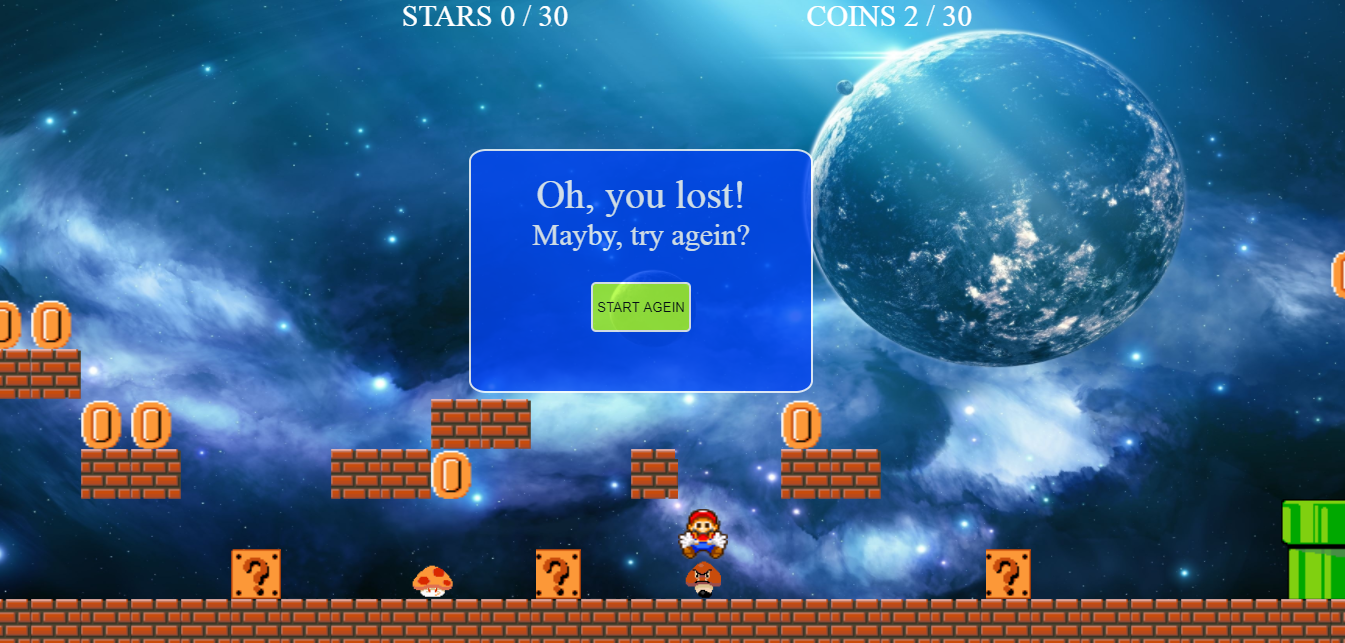 STARS 0 / 30
COINS 2 / 30
Oh, you lost!
Mayby, try agein?
START AGEIN
?
?
?